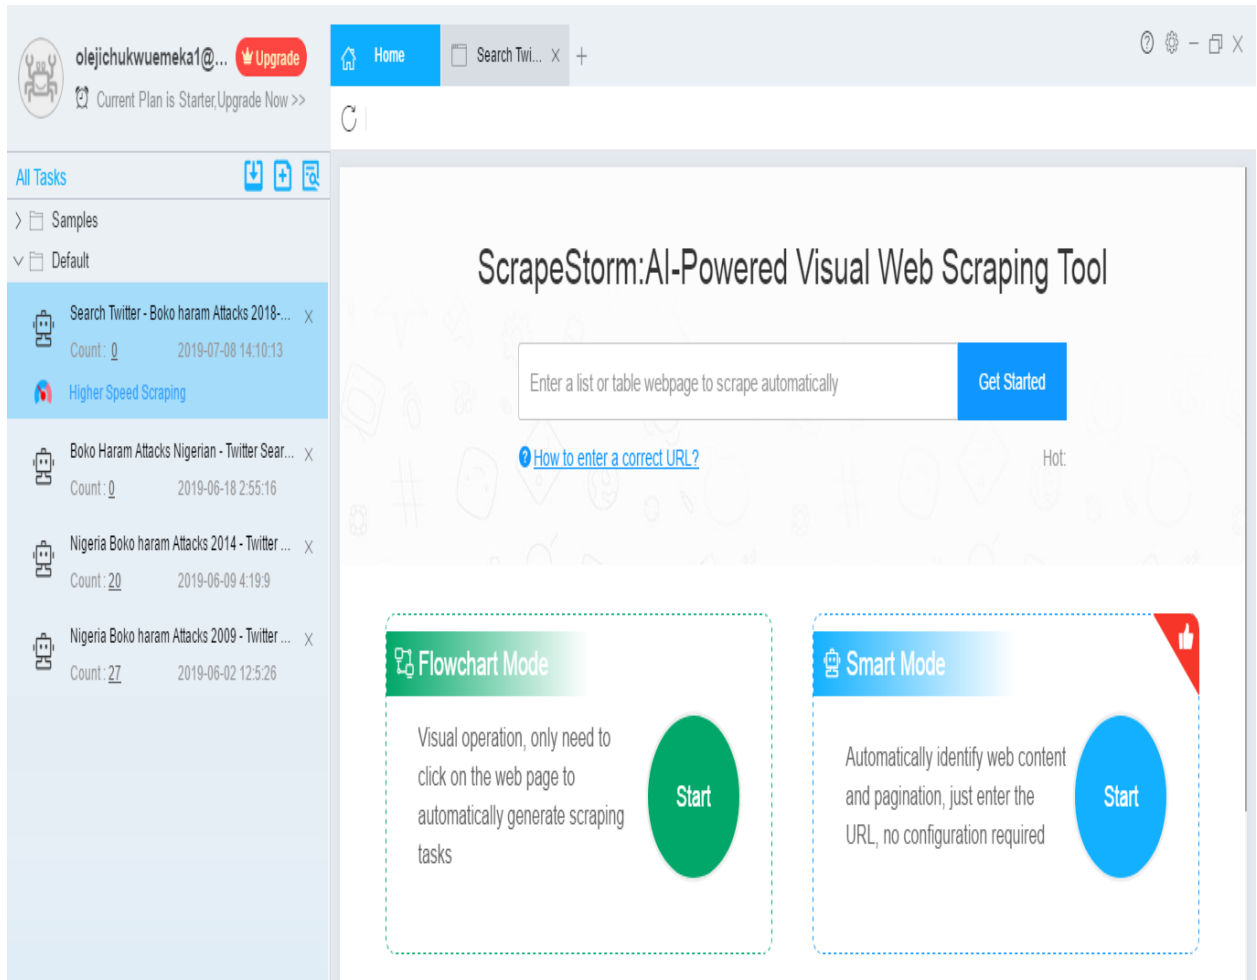 olejichukwuemeka1@...
Upgrade
Current Plan is Starter,Upgrade Now >>
Home
Search Twi...
All Tasks
Samples
Default
Search Twitter - Boko haram Attacks 2018-...
Count : 0 2019-07-08 14:10:13
Higher Speed Scraping
Boko Haram Attacks Nigerian - Twitter Sear...
Count : 0 2019-06-18 2:55:16
Nigeria Boko haram Attacks 2014 - Twitter ...
Count : 20 2019-06-09 4:19:9
Nigeria Boko haram Attacks 2009 - Twitter ...
Count : 27 2019-06-02 12:5:26
ScrapeStorm:AI-Powered Visual Web Scraping Tool
Enter a list or table webpage to scrape automatically
Get Started
How to enter a correct URL?
Hot:
Flowchart Mode
Visual operation, only need to
click on the web page to
automatically generate scraping
tasks
Start
Smart Mode
Automatically identify web content
and pagination, just enter the
URL, no configuration required
Start